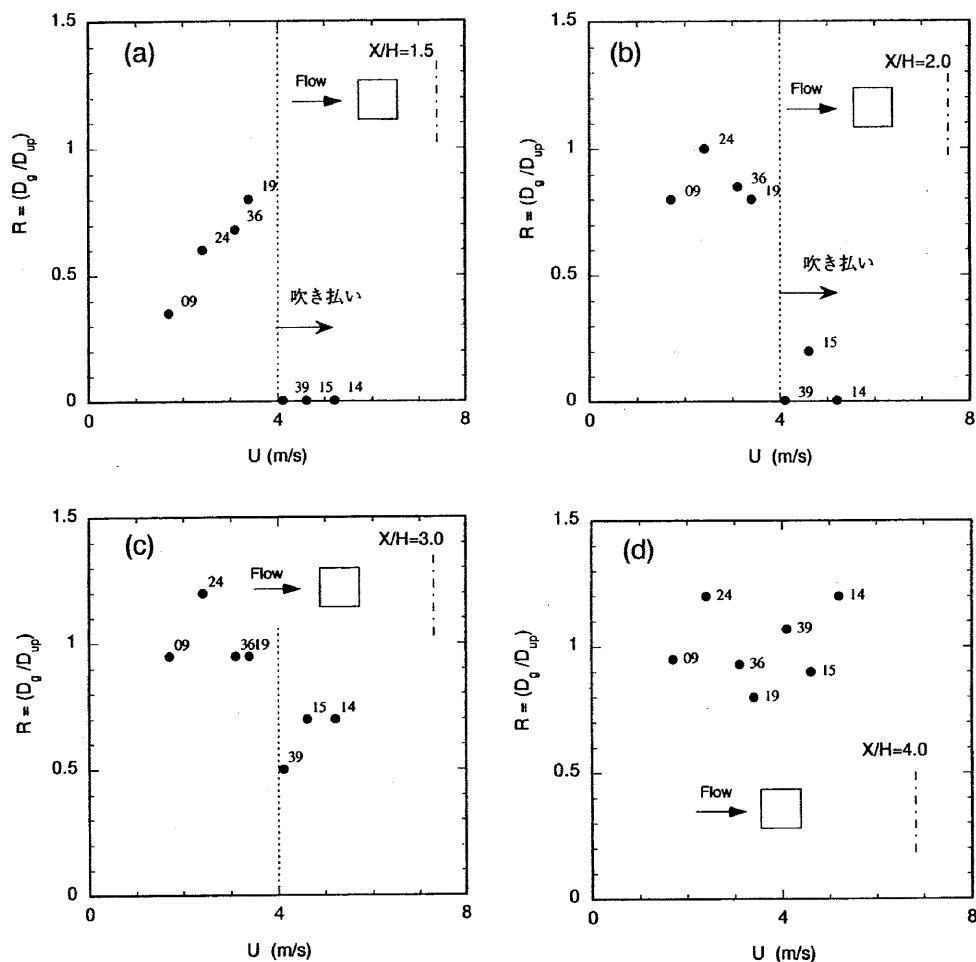 (a)
X/H=1.5
Flow
19
36
24
09
吹き払い
39 15 14
1.5
1
0.5
0
0 4 8
R = (D_g /D_up)
U (m/s)
(b)
X/H=2.0
Flow
24
36
09
19
吹き払い
15
39
14
1.5
1
0.5
0
0 4 8
R = (D_g /D_up)
U (m/s)
(c)
X/H=3.0
Flow
24
09
36 19
15 14
39
1.5
1
0.5
0
0 4 8
R = (D_g /D_up)
U (m/s)
(d)
24
14
39
09
36
15
19
X/H=4.0
Flow
1.5
1
0.5
0
0 4 8
R = (D_g /D_up)
U (m/s)